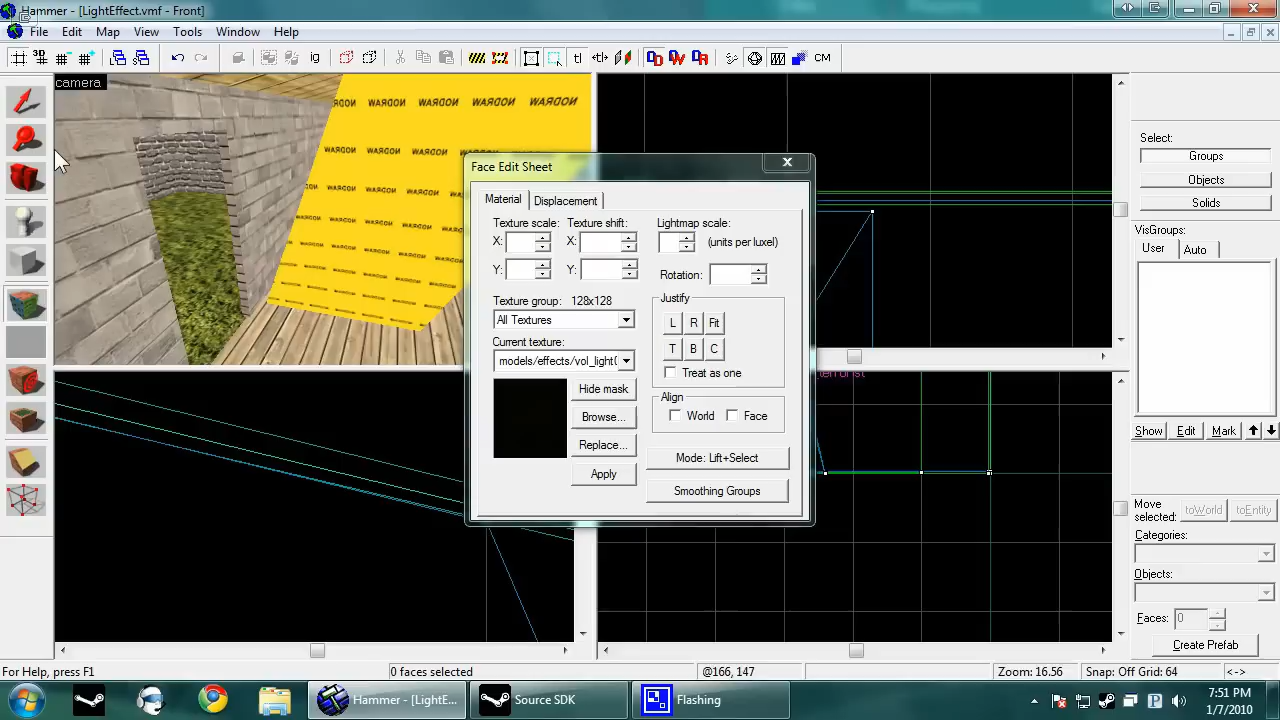 Hammer - [LightEffect.vmf - Front]
File Edit Map View Tools Window Help
camera
NODRAW NODRAW NODRAW NODRAW NODRAW
Face Edit Sheet
Material Displacement
Texture scale: Texture shift: Lightmap scale:
X: X: (units per luxel)
Y: Y: Rotation:
Texture group: 128x128
All Textures
Current texture:
models/effects/vol_light(
Hide mask
Browse...
Replace...
Apply
Justify
L R Fit
T B C
Treat as one
Align
World Face
Mode: Lift+Select
Smoothing Groups
Select:
Groups
Objects
Solids
VisGroups:
User Auto
Show Edit Mark
Move selected: toWorld toEntity
Categories:
Objects:
Faces: 0
Create Prefab
For Help, press F1
0 faces selected
@166, 147
Zoom: 16.56
Snap: Off Grid: 64
<->
Hammer - [LightE...
Source SDK
Flashing
7:51 PM
1/7/2010